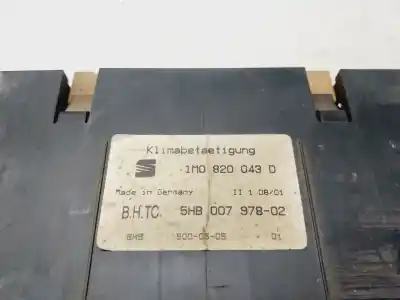 Klimabetaetigung
1M0 820 043 D
Made in Germany II 1 08/01
B.H.TC 5HB 007 978-02
500-05-05 01